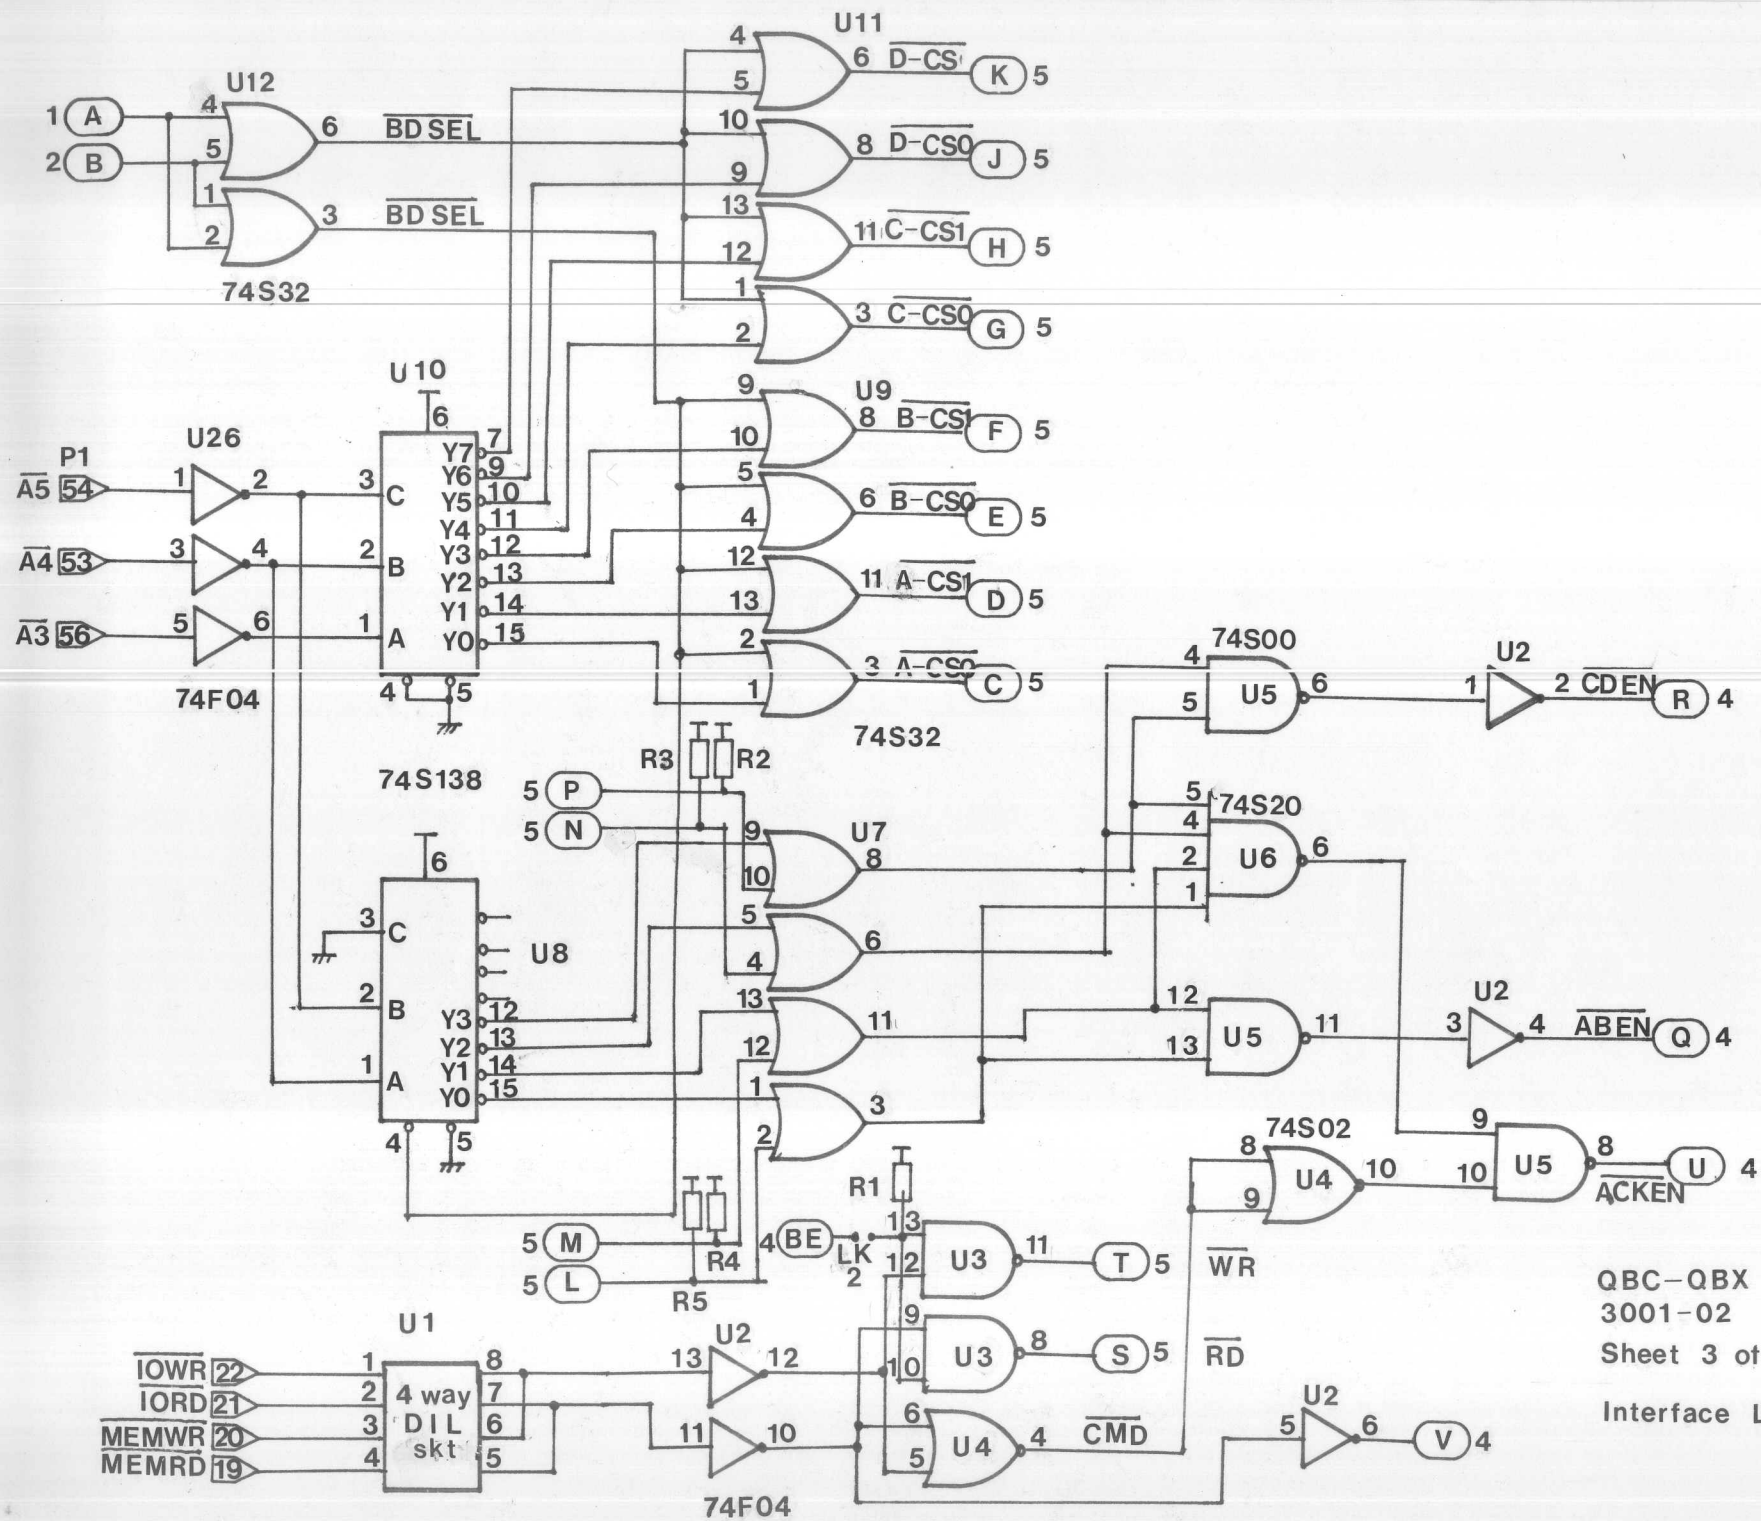 U11
4 6 D-CS K 5
5
U12
1 A 4 6 BDSEL
10 8 D-CS0 J 5
2 B 5
9
1 3 BDSEL
13 11 C-CS1 H 5
2
12
74S32
1 3 C-CS0 G 5
2
U10
6
9 U9
8 B-CS1 F 5
10
P1 U26
A5 54 1 2 3 C
Y7 7
Y6 9
Y5 10
Y4 11
Y3 12
Y2 13
Y1 14
Y0 15
5 6 B-CS0 E 5
4
A4 53 3 4 2 B
12 11 A-CS1 D 5
13
A3 56 5 6 1 A
2 3 A-CS0 C 5
1
4 5
74F04
74S32
74S138
74S00
4 U5 6 1 U2 2 CDEN R 4
5
R3 R2
5 P
5 N
9 U7
8
10
5 74S20
4
2 U6 6
1
6
3 C
U8
5 6
4
2 B
Y3 12
Y2 13
Y1 14
Y0 15
1 A
13 11
12
1 3
2
4 5
12 U5 11 3 U2 4 ABEN Q 4
13
74S02
8 U4 10
9
9 U5 8 U 4
10 ACKEN
R1
5 M R4
5 L
R5
4 BE LK 2
13 U3 11 T 5 WR
12
9 U3 8 S 5 RD
10
QBC-QBX
3001-02
Sheet 3 of
Interface L
U1
IOWR 22 1 8
IORD 21 2 4 way 7
MEMWR 20 3 DIL 6
MEMRD 19 4 skt 5
U2
13 12
11 10
74F04
6 U4 4 CMD
5
U2
5 6 V 4